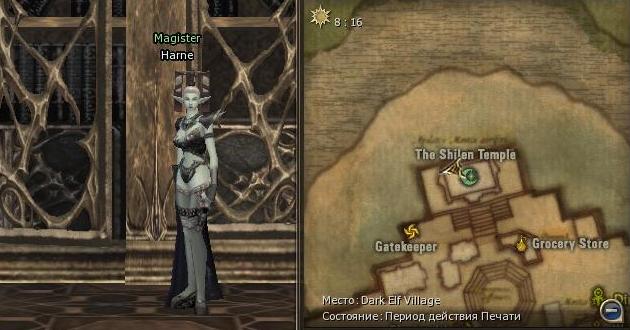 Magister
Harne
8 : 16
The Shilen Temple
Gatekeeper
Grocery Store
Место: Dark Elf Village
Состояние: Период действия Печати